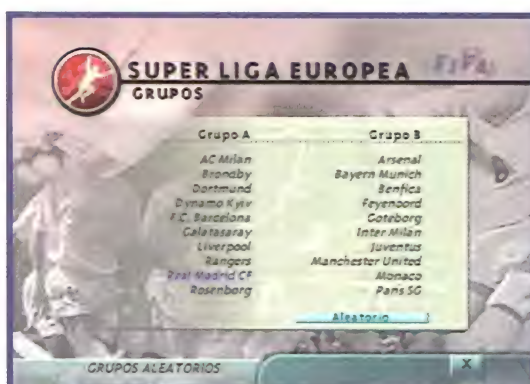 SUPER LIGA EUROPEA
GRUPOS
Grupo A
AC Milan
Brondby
Dortmund
Dynamo Kyiv
F.C. Barcelona
Galatasaray
Liverpool
Rangers
Real Madrid CF
Rosenborg
Grupo B
Arsenal
Bayern Munich
Benfica
Feyenoord
Goteborg
Inter Milan
Juventus
Manchester United
Monaco
Paris SG
Aleatorio
GRUPOS ALEATORIOS
X